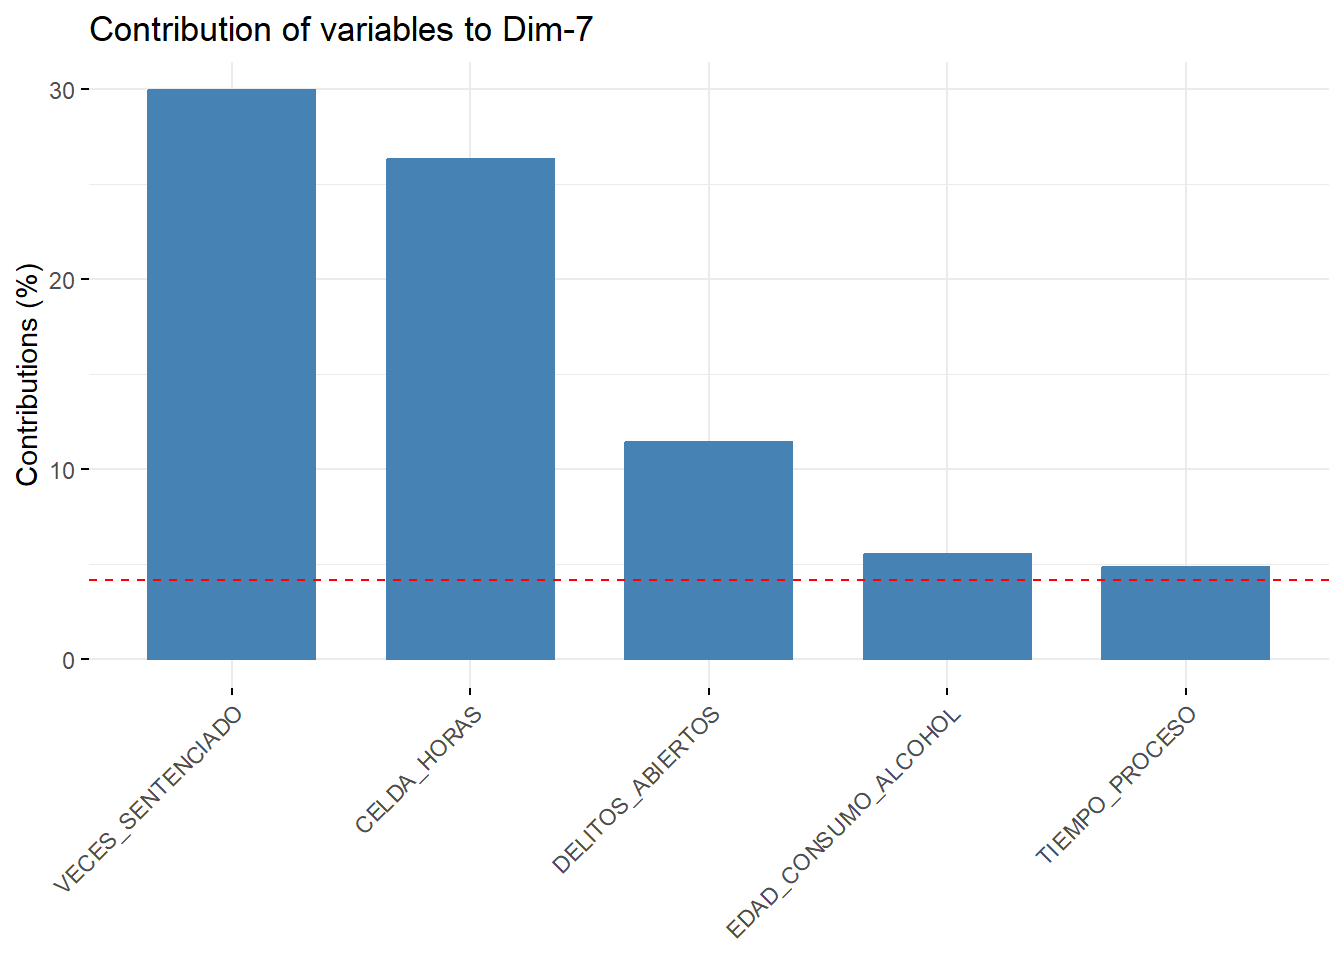 Contribution of variables to Dim-7
Contributions (%)
30
20
10
0
VECES_SENTENCIADO
CELDA_HORAS
DELITOS_ABIERTOS
EDAD_CONSUMO_ALCOHOL
TIEMPO_PROCESO